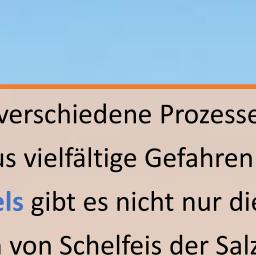 verschiedene Prozesse
us vielfältige Gefahren
els gibt es nicht nur die
von Schelfeis der Salz